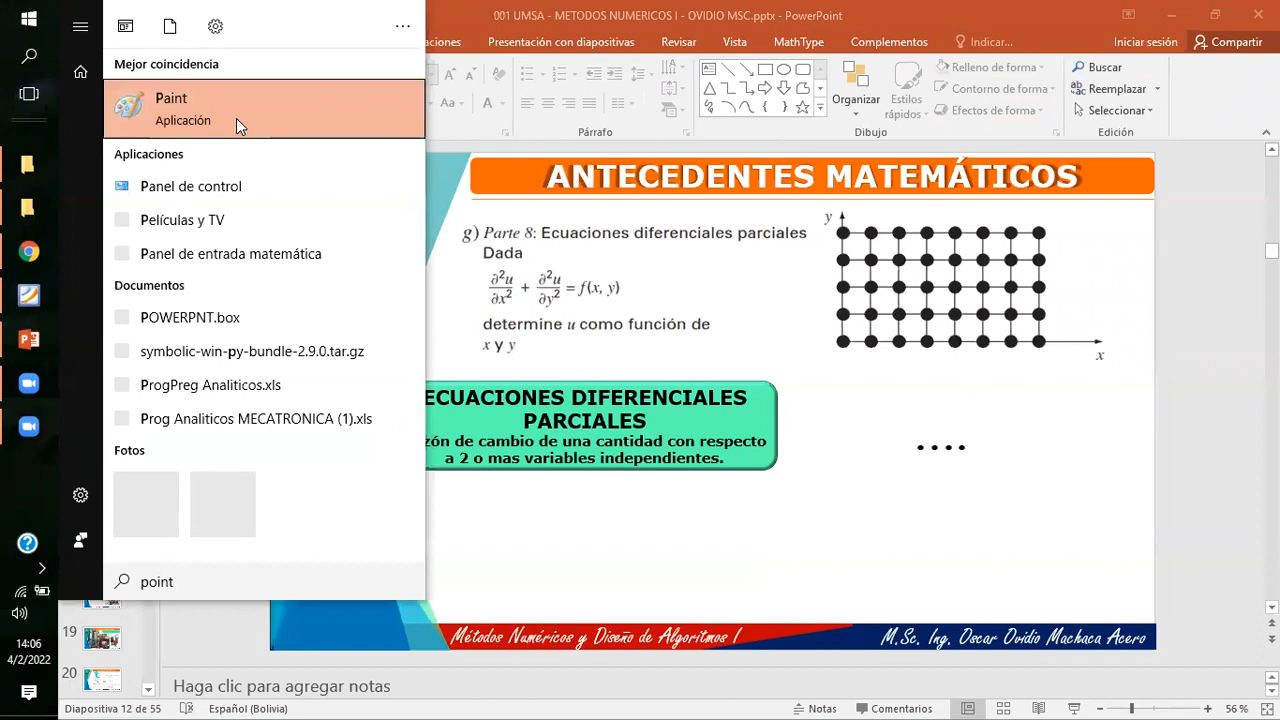 Mejor coincidencia
Paint
Aplicación
Aplicaciones
Panel de control
Películas y TV
Panel de entrada matemática
Documentos
POWERPNT.box
symbolic-win-py-bundle-2.9.0.tar.gz
ProgPreg Analiticos.xls
Prog Analiticos MECATRONICA (1).xls
Fotos
point
14:06
4/2/2022
001 UMSA - METODOS NUMERICOS I - OVIDIO MSC.pptx - PowerPoint
aciones Presentación con diapositivas Revisar Vista MathType Complementos Indicar... Iniciar sesión Compartir
Aa A
Organizar
Estilos
rápidos
Relleno de forma
Contorno de forma
Efectos de forma
Buscar
Reemplazar
Seleccionar
Párrafo Dibujo Edición
ANTECEDENTES MATEMÁTICOS
g) Parte 8: Ecuaciones diferenciales parciales
Dada
∂²u/∂x² + ∂²u/∂y² = f(x, y)
determine u como función de
x y y
y
x
ECUACIONES DIFERENCIALES
PARCIALES
zón de cambio de una cantidad con respecto
a 2 o mas variables independientes.
....
Métodos Numéricos y Diseño de Algoritmos I M.Sc. Ing. Oscar Ovidio Machaca Acero
19
20
Haga clic para agregar notas
Diapositiva 12 de 55 Español (Bolivia) Notas Comentarios 56 %